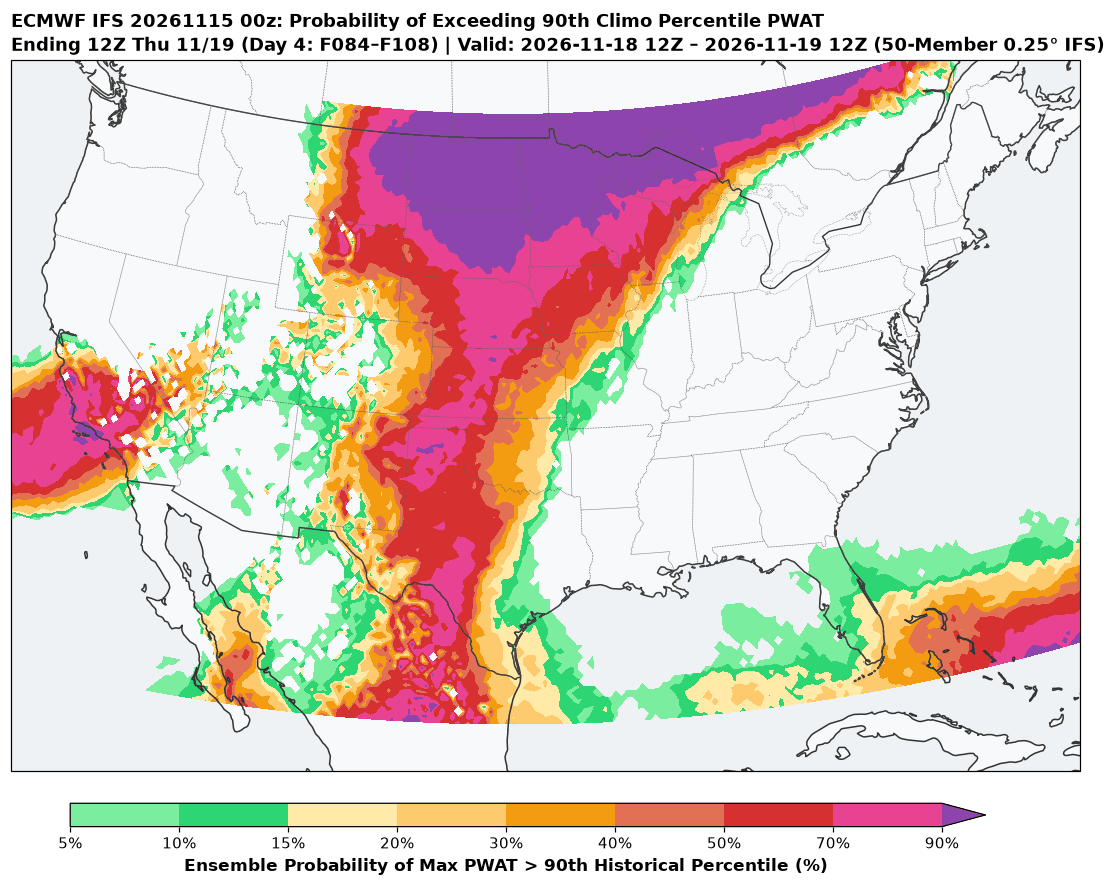 ECMWF IFS 20261115 00z: Probability of Exceeding 90th Climo Percentile PWAT
Ending 12Z Thu 11/19 (Day 4: F084–F108) | Valid: 2026-11-18 12Z – 2026-11-19 12Z (50-Member 0.25° IFS)
5% 10% 15% 20% 30% 40% 50% 70% 90%
Ensemble Probability of Max PWAT > 90th Historical Percentile (%)